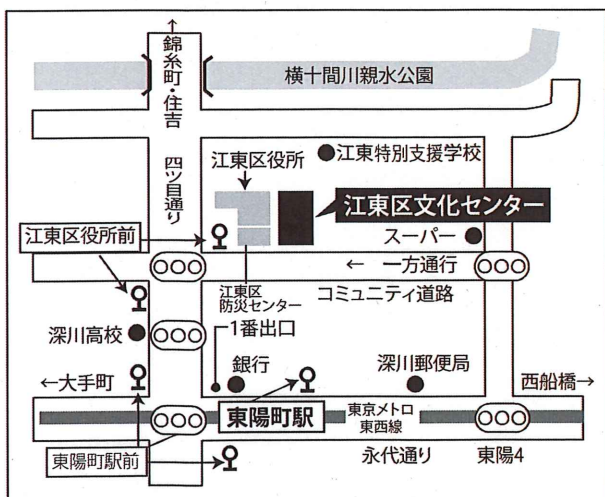 ↑錦糸町・住吉
横十間川親水公園
四ツ目通り
江東区役所
●江東特別支援学校
江東区文化センター
スーパー●
江東区役所前
← 一方通行
江東区
防災センター
コミュニティ道路
深川高校●
1番出口
●銀行
深川郵便局
←大手町
西船橋→
東陽町駅
東京メトロ
東西線
東陽町駅前
永代通り
東陽4